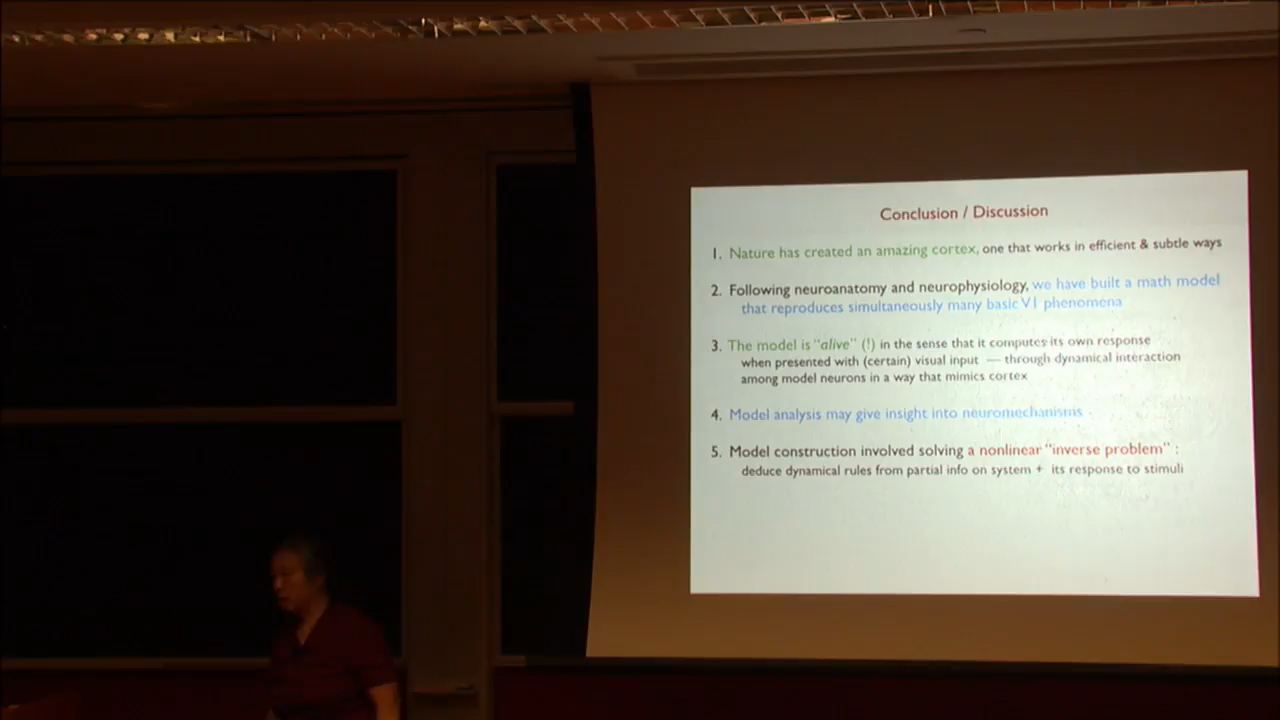 Conclusion / Discussion
1. Nature has created an amazing cortex, one that works in efficient & subtle ways
2. Following neuroanatomy and neurophysiology, we have built a math model
that reproduces simultaneously many basic V1 phenomena
3. The model is "alive" (!) in the sense that it computes its own response
when presented with (certain) visual input — through dynamical interaction
among model neurons in a way that mimics cortex
4. Model analysis may give insight into neuromechanisms
5. Model construction involved solving a nonlinear "inverse problem" :
deduce dynamical rules from partial info on system + its response to stimuli